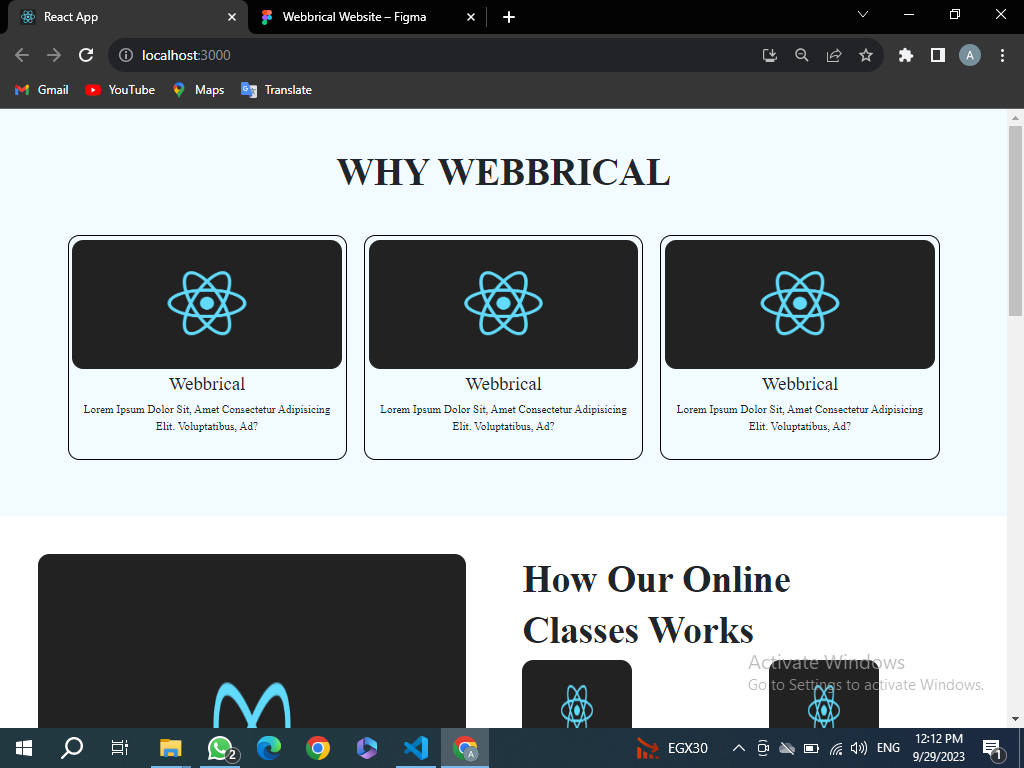 React App
Webbrical Website – Figma
localhost:3000
A
Gmail
YouTube
Maps
Translate
WHY WEBBRICAL
Webbrical
Lorem Ipsum Dolor Sit, Amet Consectetur Adipisicing
Elit. Voluptatibus, Ad?
Webbrical
Lorem Ipsum Dolor Sit, Amet Consectetur Adipisicing
Elit. Voluptatibus, Ad?
Webbrical
Lorem Ipsum Dolor Sit, Amet Consectetur Adipisicing
Elit. Voluptatibus, Ad?
How Our Online
Classes Works
Activate Windows
Go to Settings to activate Windows.
2
A
EGX30
ENG
12:12 PM
9/29/2023
1